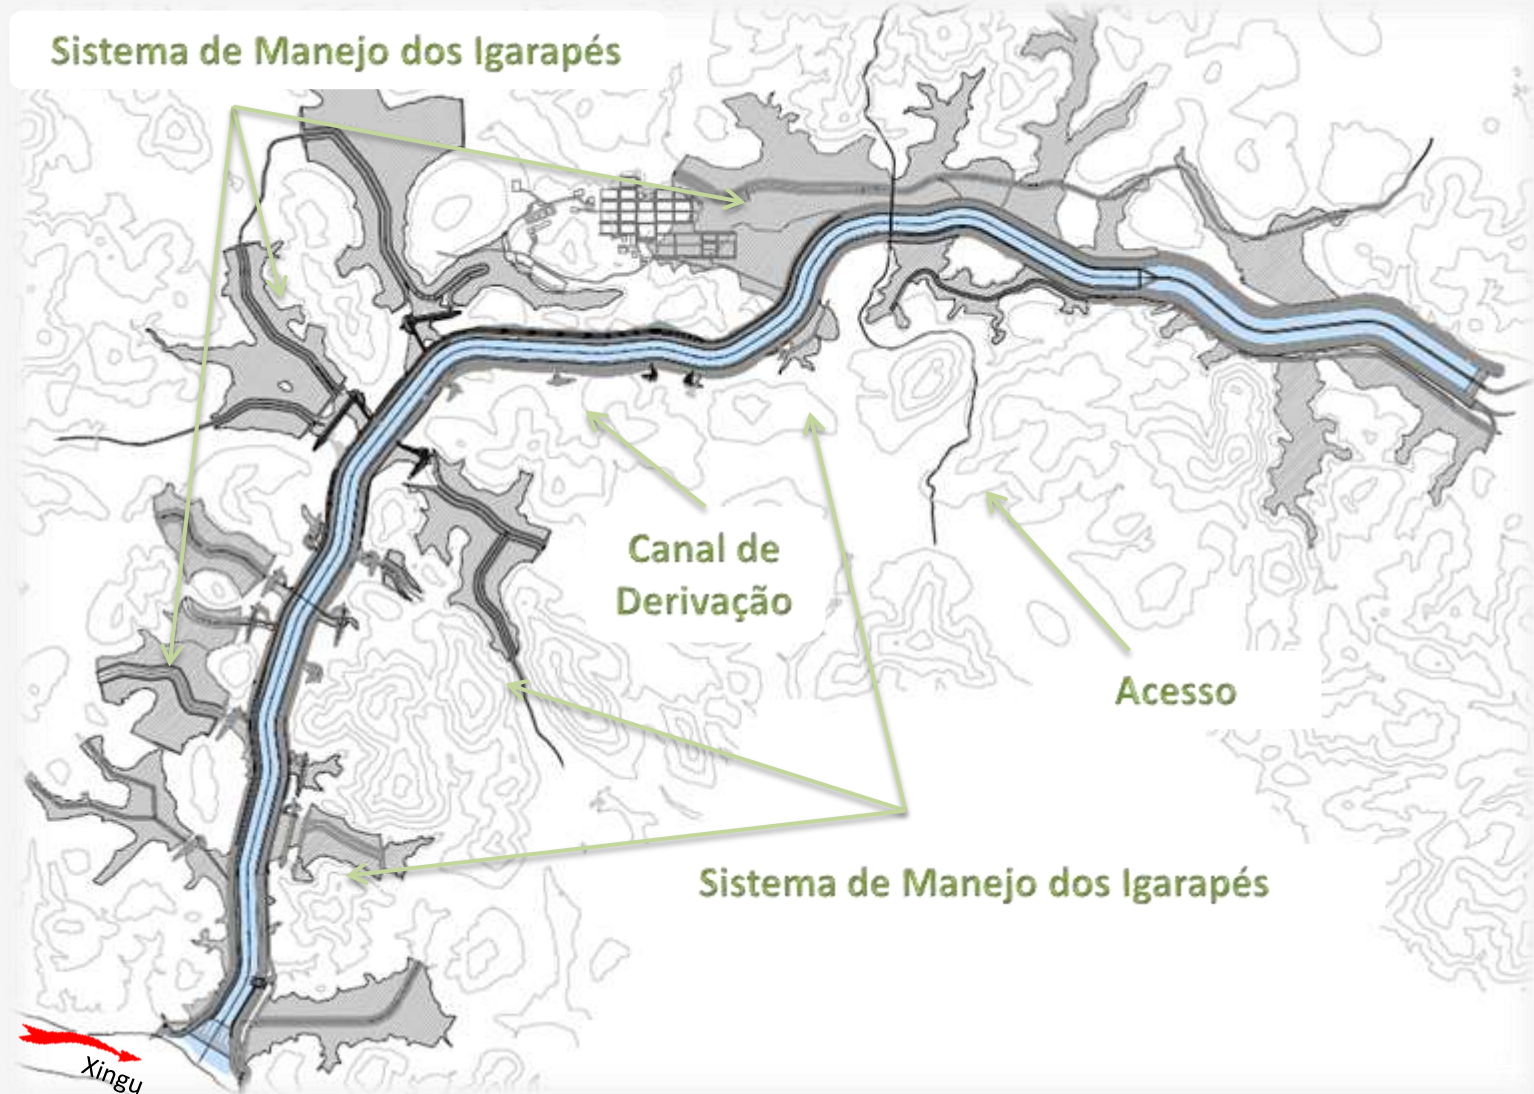 Sistema de Manejo dos Igarapés
Canal de
Derivação
Acesso
Sistema de Manejo dos Igarapés
Xingu